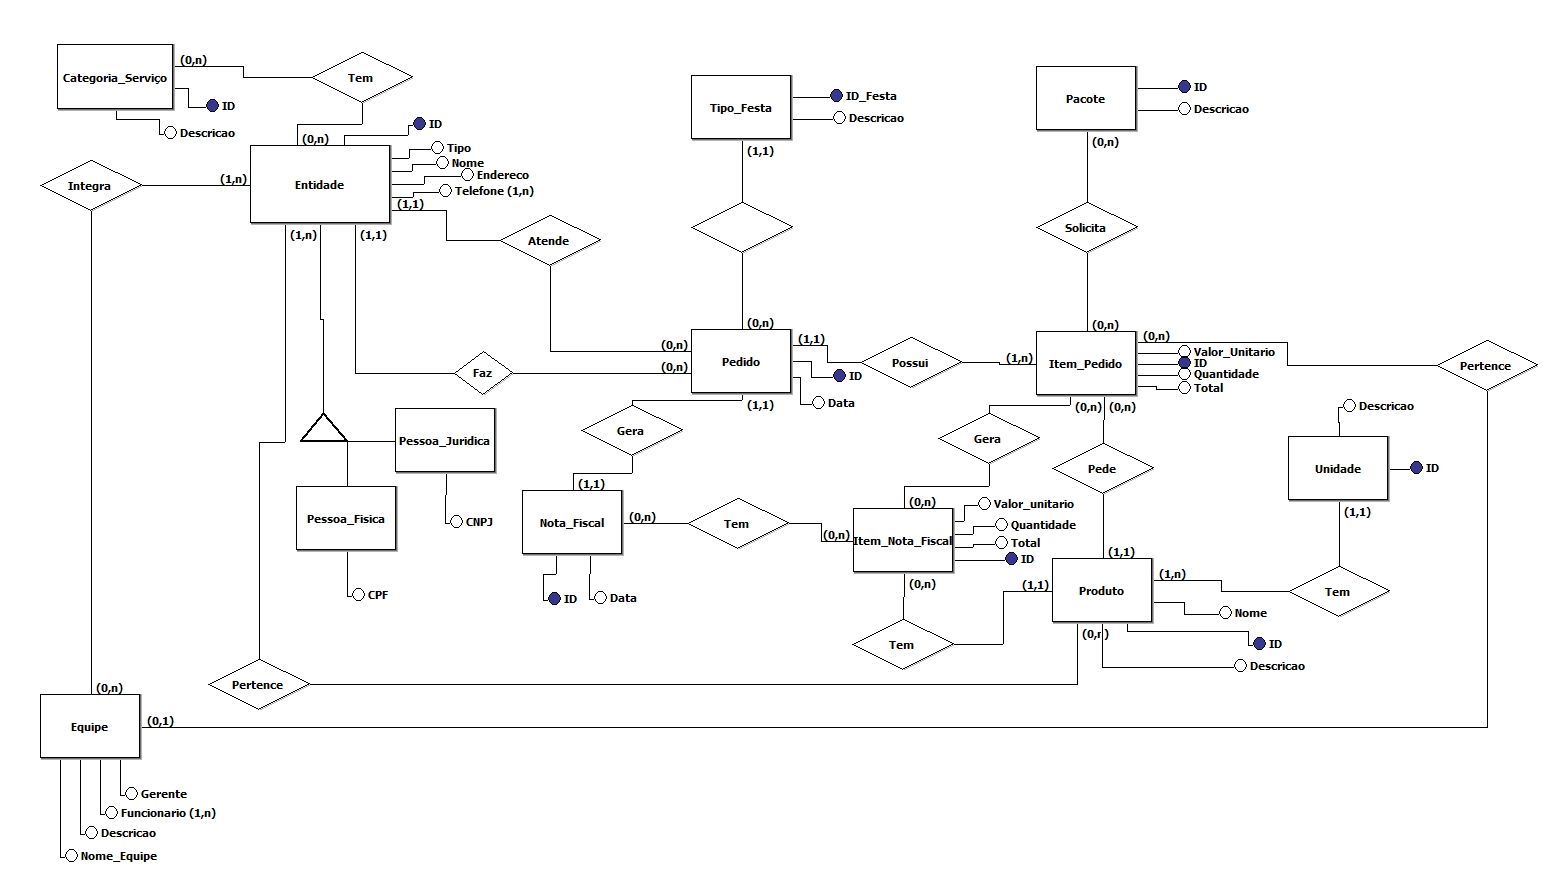 (0,n)
Categoria_Serviço
Tem
ID
Descricao
(0,n)
ID
Tipo
Nome
Endereco
Telefone (1,n)
Entidade
(1,n)
Integra
(1,1)
(1,n)
(1,1)
Atende
Tipo_Festa
ID_Festa
Descricao
(1,1)
Pacote
ID
Descricao
(0,n)
Solicita
(0,n)
(0,n)
(0,n)
(0,n)
Faz
Pedido
(1,1)
ID
Data
(1,1)
Possui
(1,n)
Item_Pedido
(0,n)
Valor_Unitario
ID
Quantidade
Total
Pertence
(0,n)
(0,n)
Descricao
Pessoa_Juridica
Gera
Gera
Pede
Unidade
ID
(1,1)
(1,1)
Pessoa_Fisica
CNPJ
Nota_Fiscal
(0,n)
Tem
(0,n)
(0,n)
Item_Nota_Fiscal
Valor_unitario
Quantidade
Total
ID
(1,1)
(0,n)
CPF
ID
Data
(1,1)
Produto
(1,n)
Tem
Nome
ID
Descricao
(0,n)
Tem
Pertence
(0,n)
Equipe
(0,1)
Gerente
Funcionario (1,n)
Descricao
Nome_Equipe